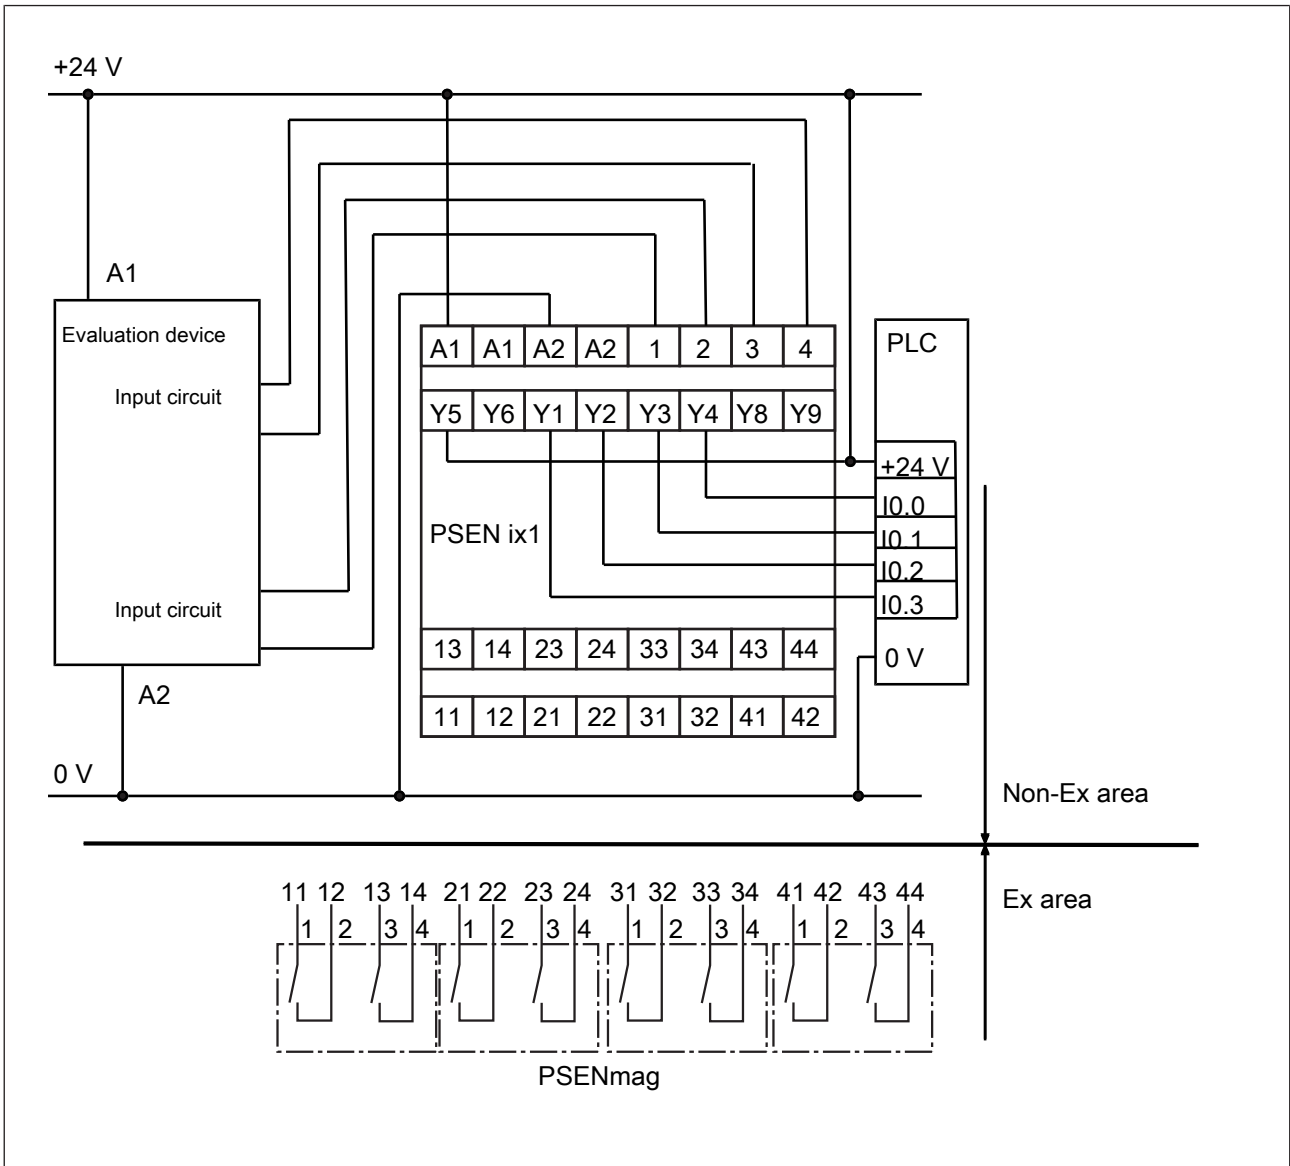 +24 V
A1
Evaluation device
Input circuit
Input circuit
A2
0 V
A1 A1 A2 A2 1 2 3 4
Y5 Y6 Y1 Y2 Y3 Y4 Y8 Y9
PSEN ix1
13 14 23 24 33 34 43 44
11 12 21 22 31 32 41 42
PLC
+24 V
I0.0
I0.1
I0.2
I0.3
0 V
Non-Ex area
Ex area
11 12 13 14 21 22 23 24 31 32 33 34 41 42 43 44
1 2 3 4 1 2 3 4 1 2 3 4 1 2 3 4
PSENmag